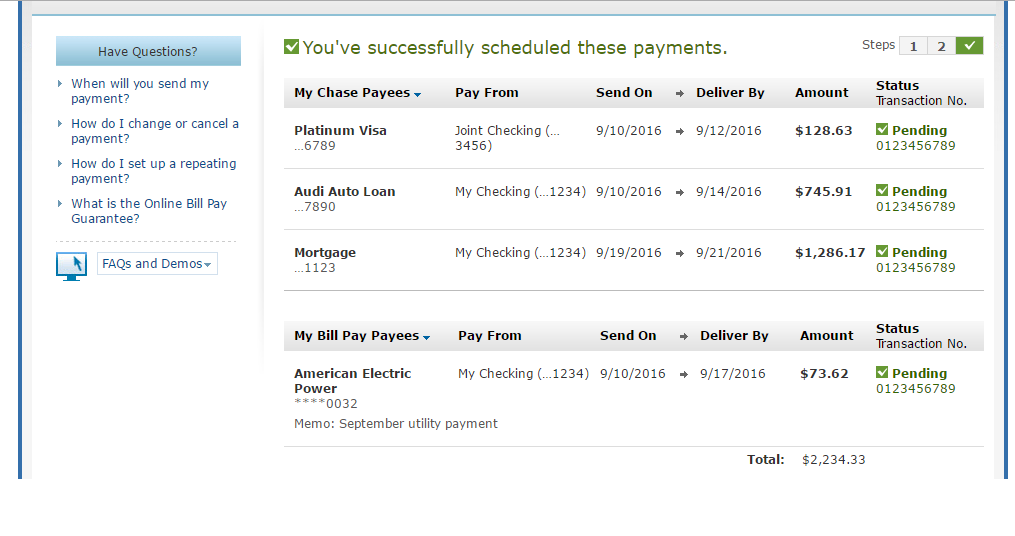 Have Questions?
When will you send my
payment?
How do I change or cancel a
payment?
How do I set up a repeating
payment?
What is the Online Bill Pay
Guarantee?
FAQs and Demos
You've successfully scheduled these payments.
Steps 1 2
My Chase Payees Pay From Send On Deliver By Amount Status
Transaction No.
Platinum Visa Joint Checking (... 9/10/2016 9/12/2016 $128.63 Pending
...6789 3456) 0123456789
Audi Auto Loan My Checking (...1234) 9/10/2016 9/14/2016 $745.91 Pending
...7890 0123456789
Mortgage My Checking (...1234) 9/19/2016 9/21/2016 $1,286.17 Pending
...1123 0123456789
My Bill Pay Payees Pay From Send On Deliver By Amount Status
Transaction No.
American Electric My Checking (...1234) 9/10/2016 9/17/2016 $73.62 Pending
Power 0123456789
****0032
Memo: September utility payment
Total: $2,234.33